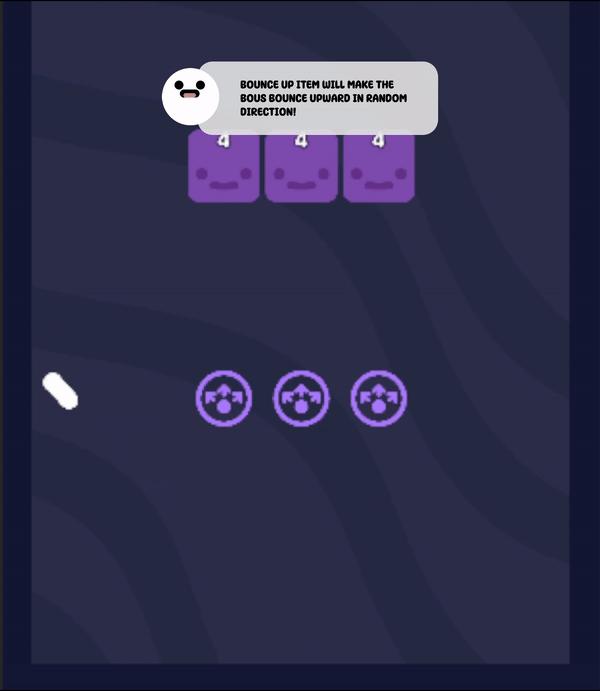 BOUNCE UP ITEM WILL MAKE THE
BOUS BOUNCE UPWARD IN RANDOM
DIRECTION!
4 4 4